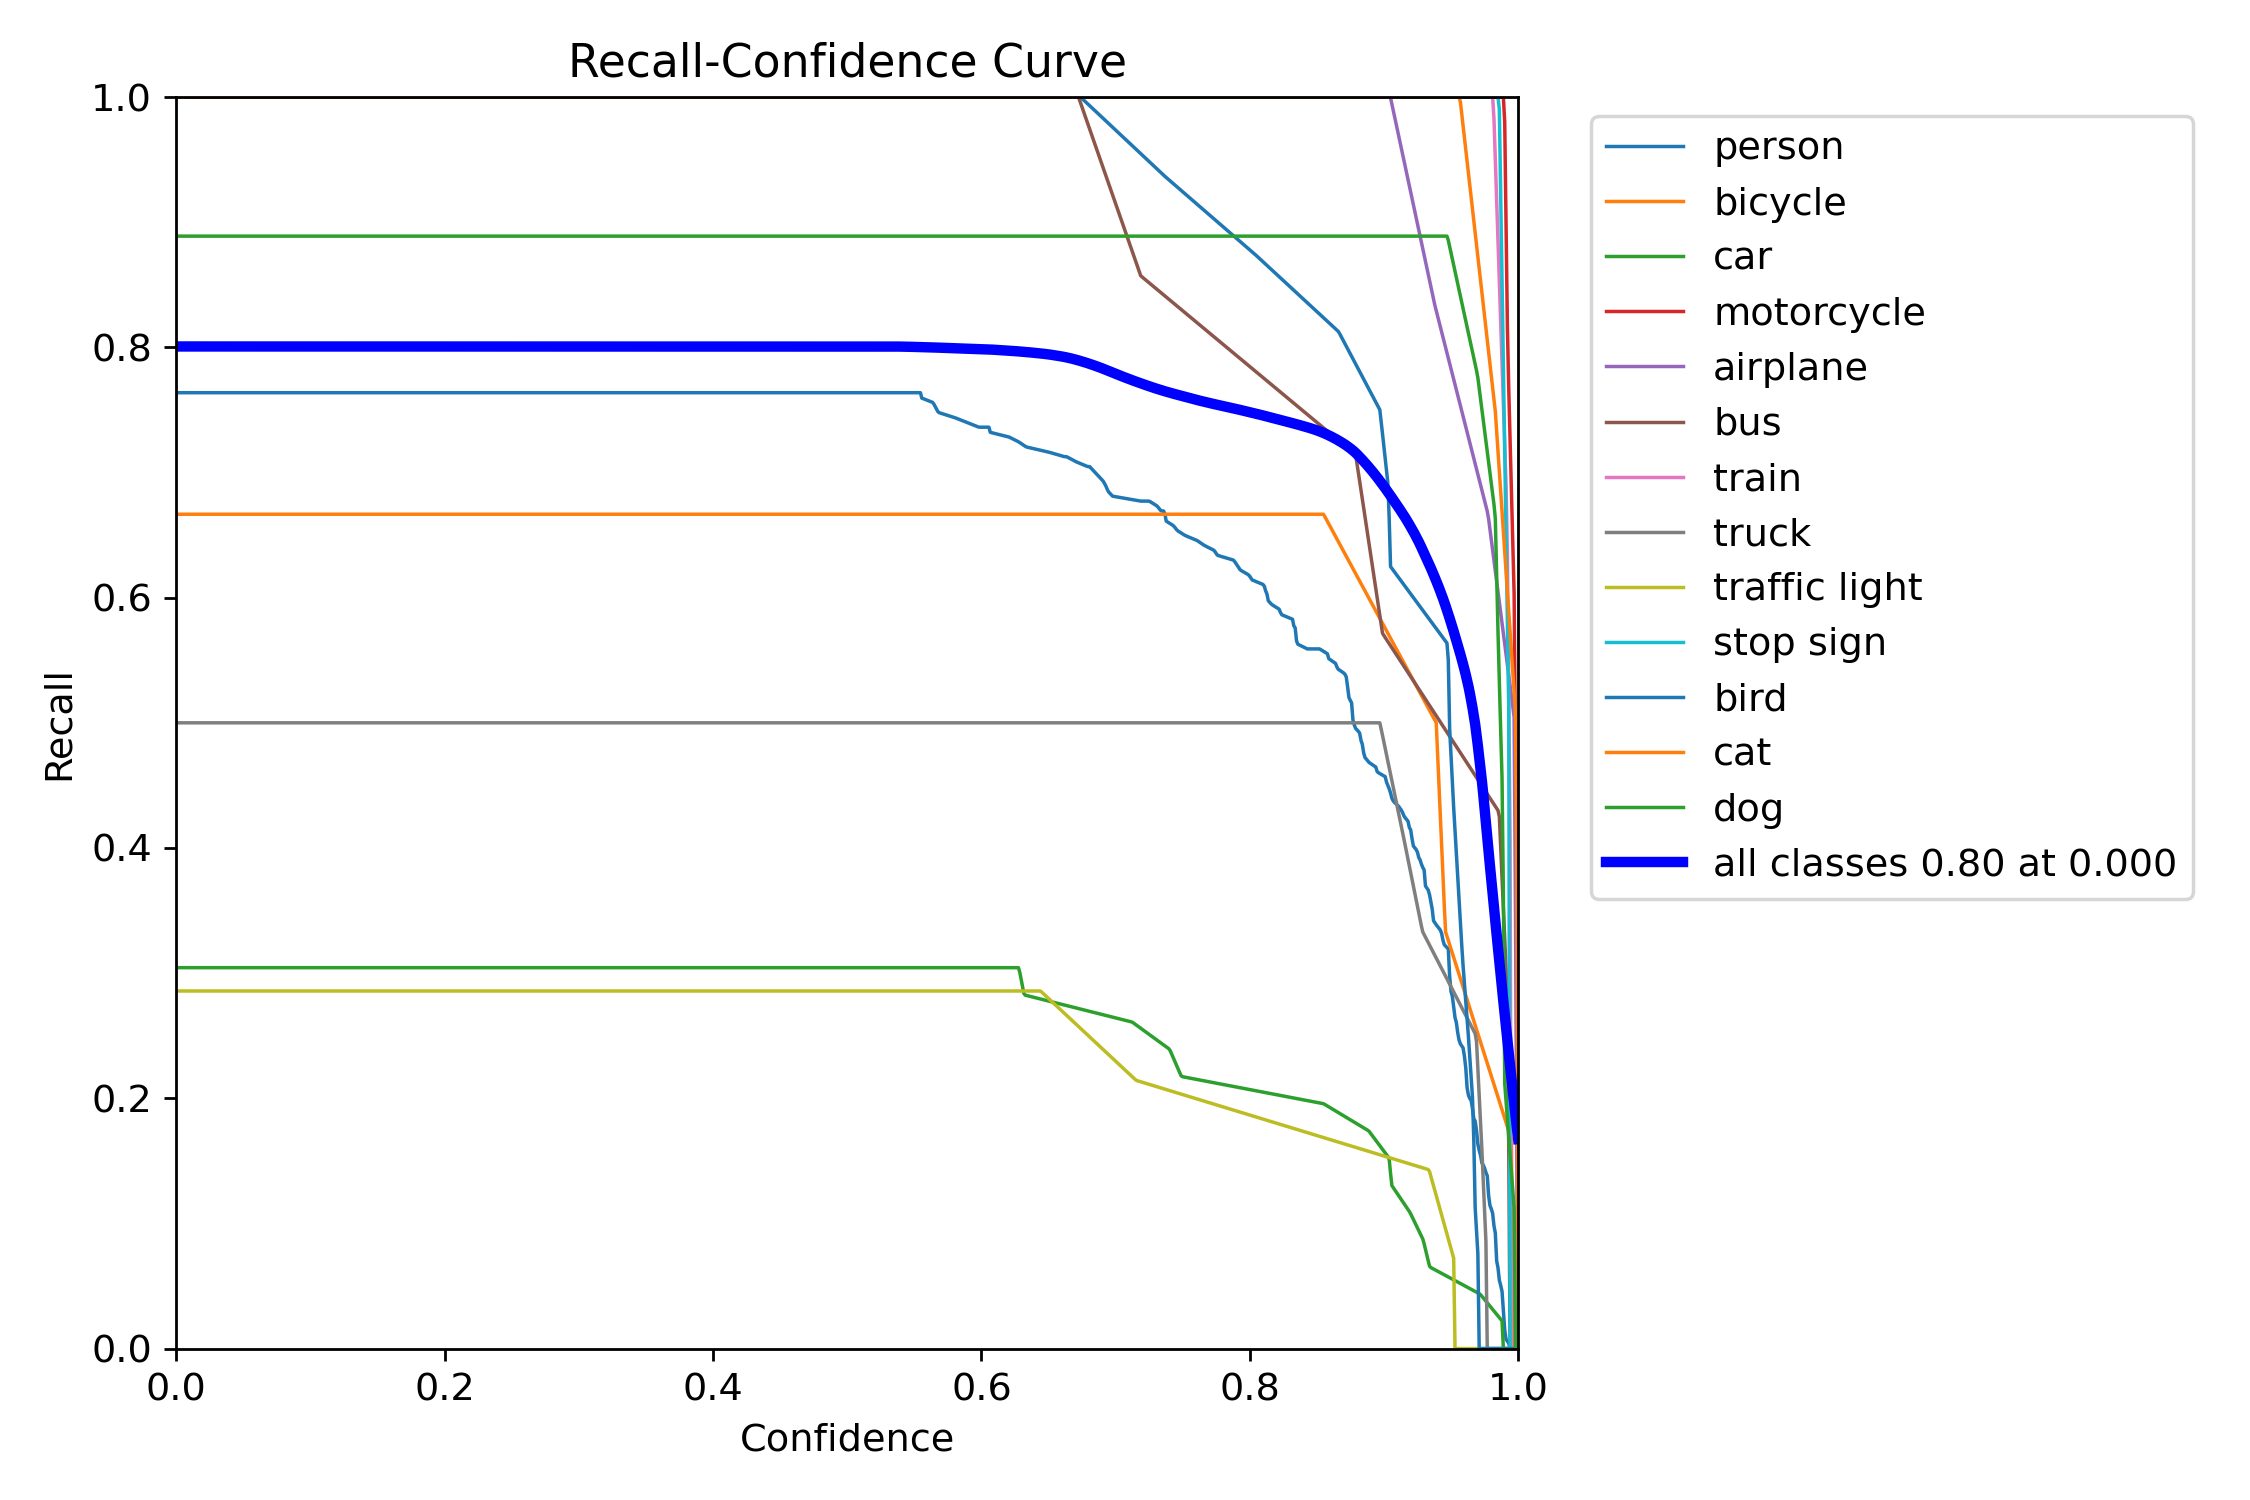 Recall-Confidence Curve
1.0
0.8
0.6
0.4
0.2
0.0
Recall
0.0 0.2 0.4 0.6 0.8 1.0
Confidence
person
bicycle
car
motorcycle
airplane
bus
train
truck
traffic light
stop sign
bird
cat
dog
all classes 0.80 at 0.000